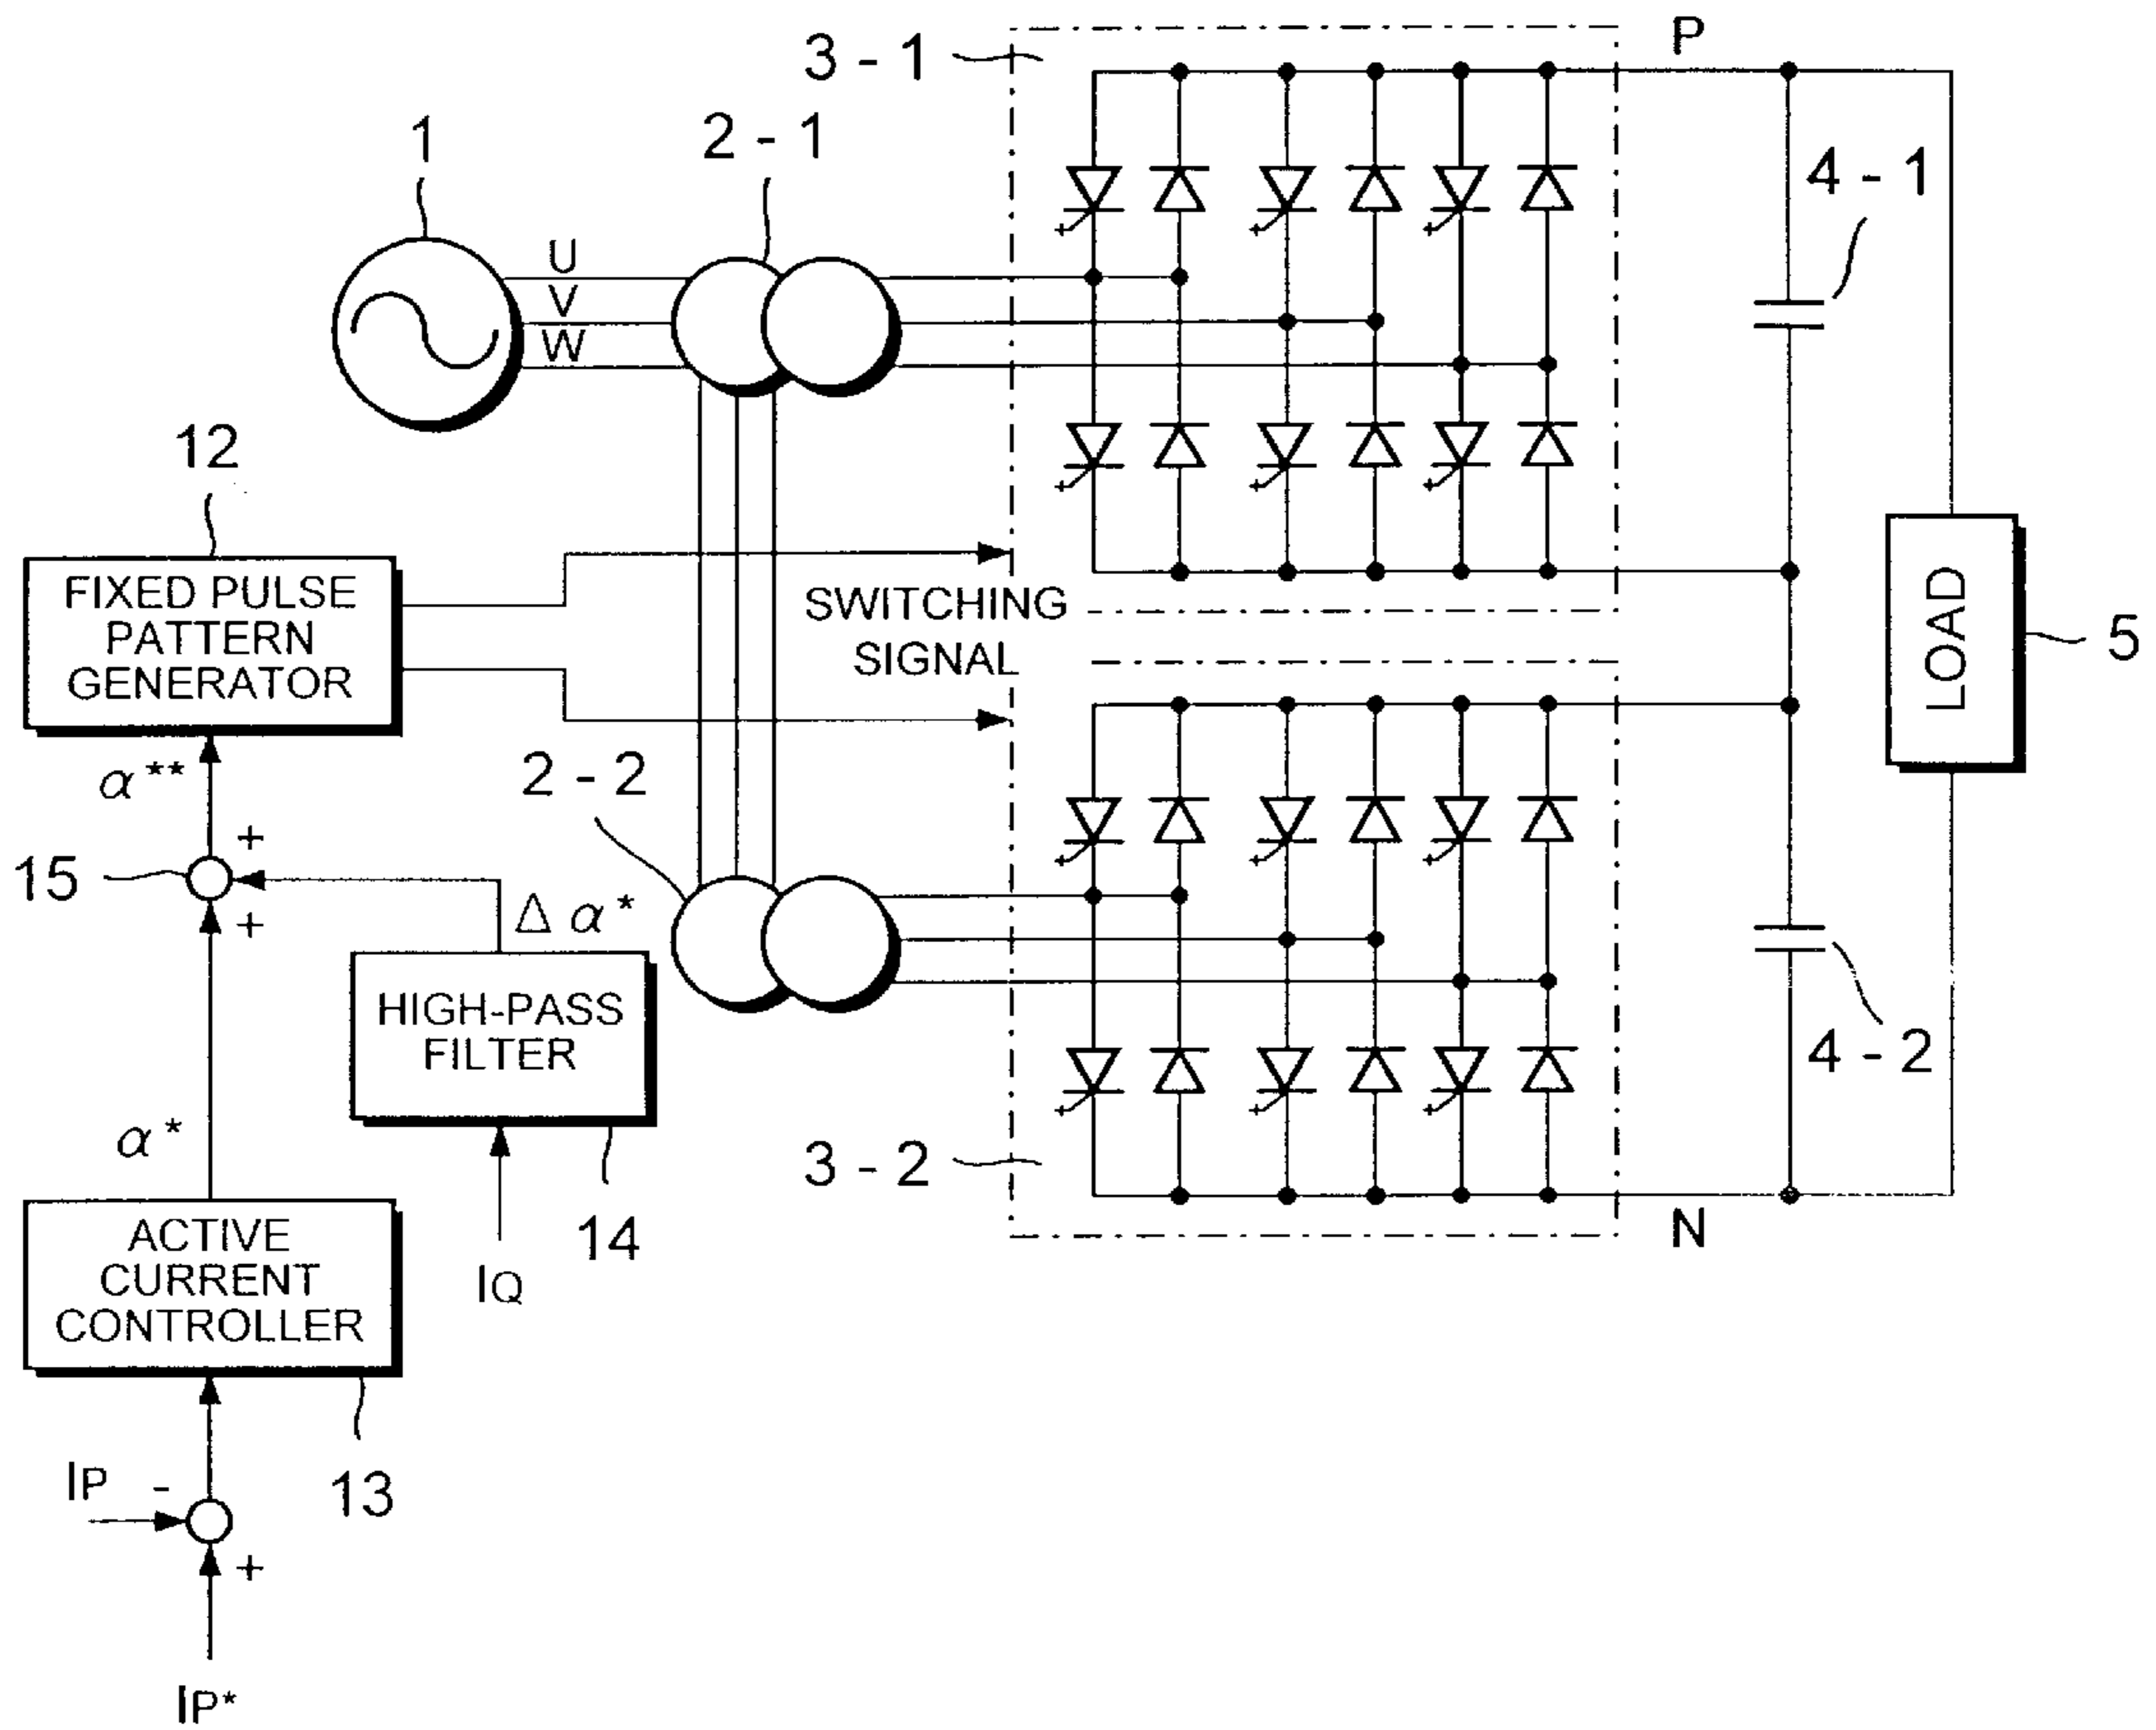 P
3 - 1
2 - 1
1
4 - 1
U
V
W
12
FIXED PULSE
PATTERN
GENERATOR
SWITCHING
SIGNAL
LOAD
5
α**
2 - 2
+
15
+
Δα*
HIGH-PASS
FILTER
4 - 2
α*
3 - 2
N
14
ACTIVE
CURRENT
CONTROLLER
IQ
13
IP
-
+
IP*